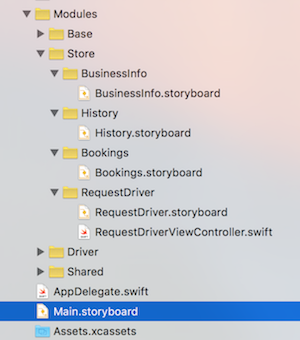 Modules
Base
Store
BusinessInfo
BusinessInfo.storyboard
History
History.storyboard
Bookings
Bookings.storyboard
RequestDriver
RequestDriver.storyboard
RequestDriverViewController.swift
Driver
Shared
AppDelegate.swift
Main.storyboard
Assets.xcassets